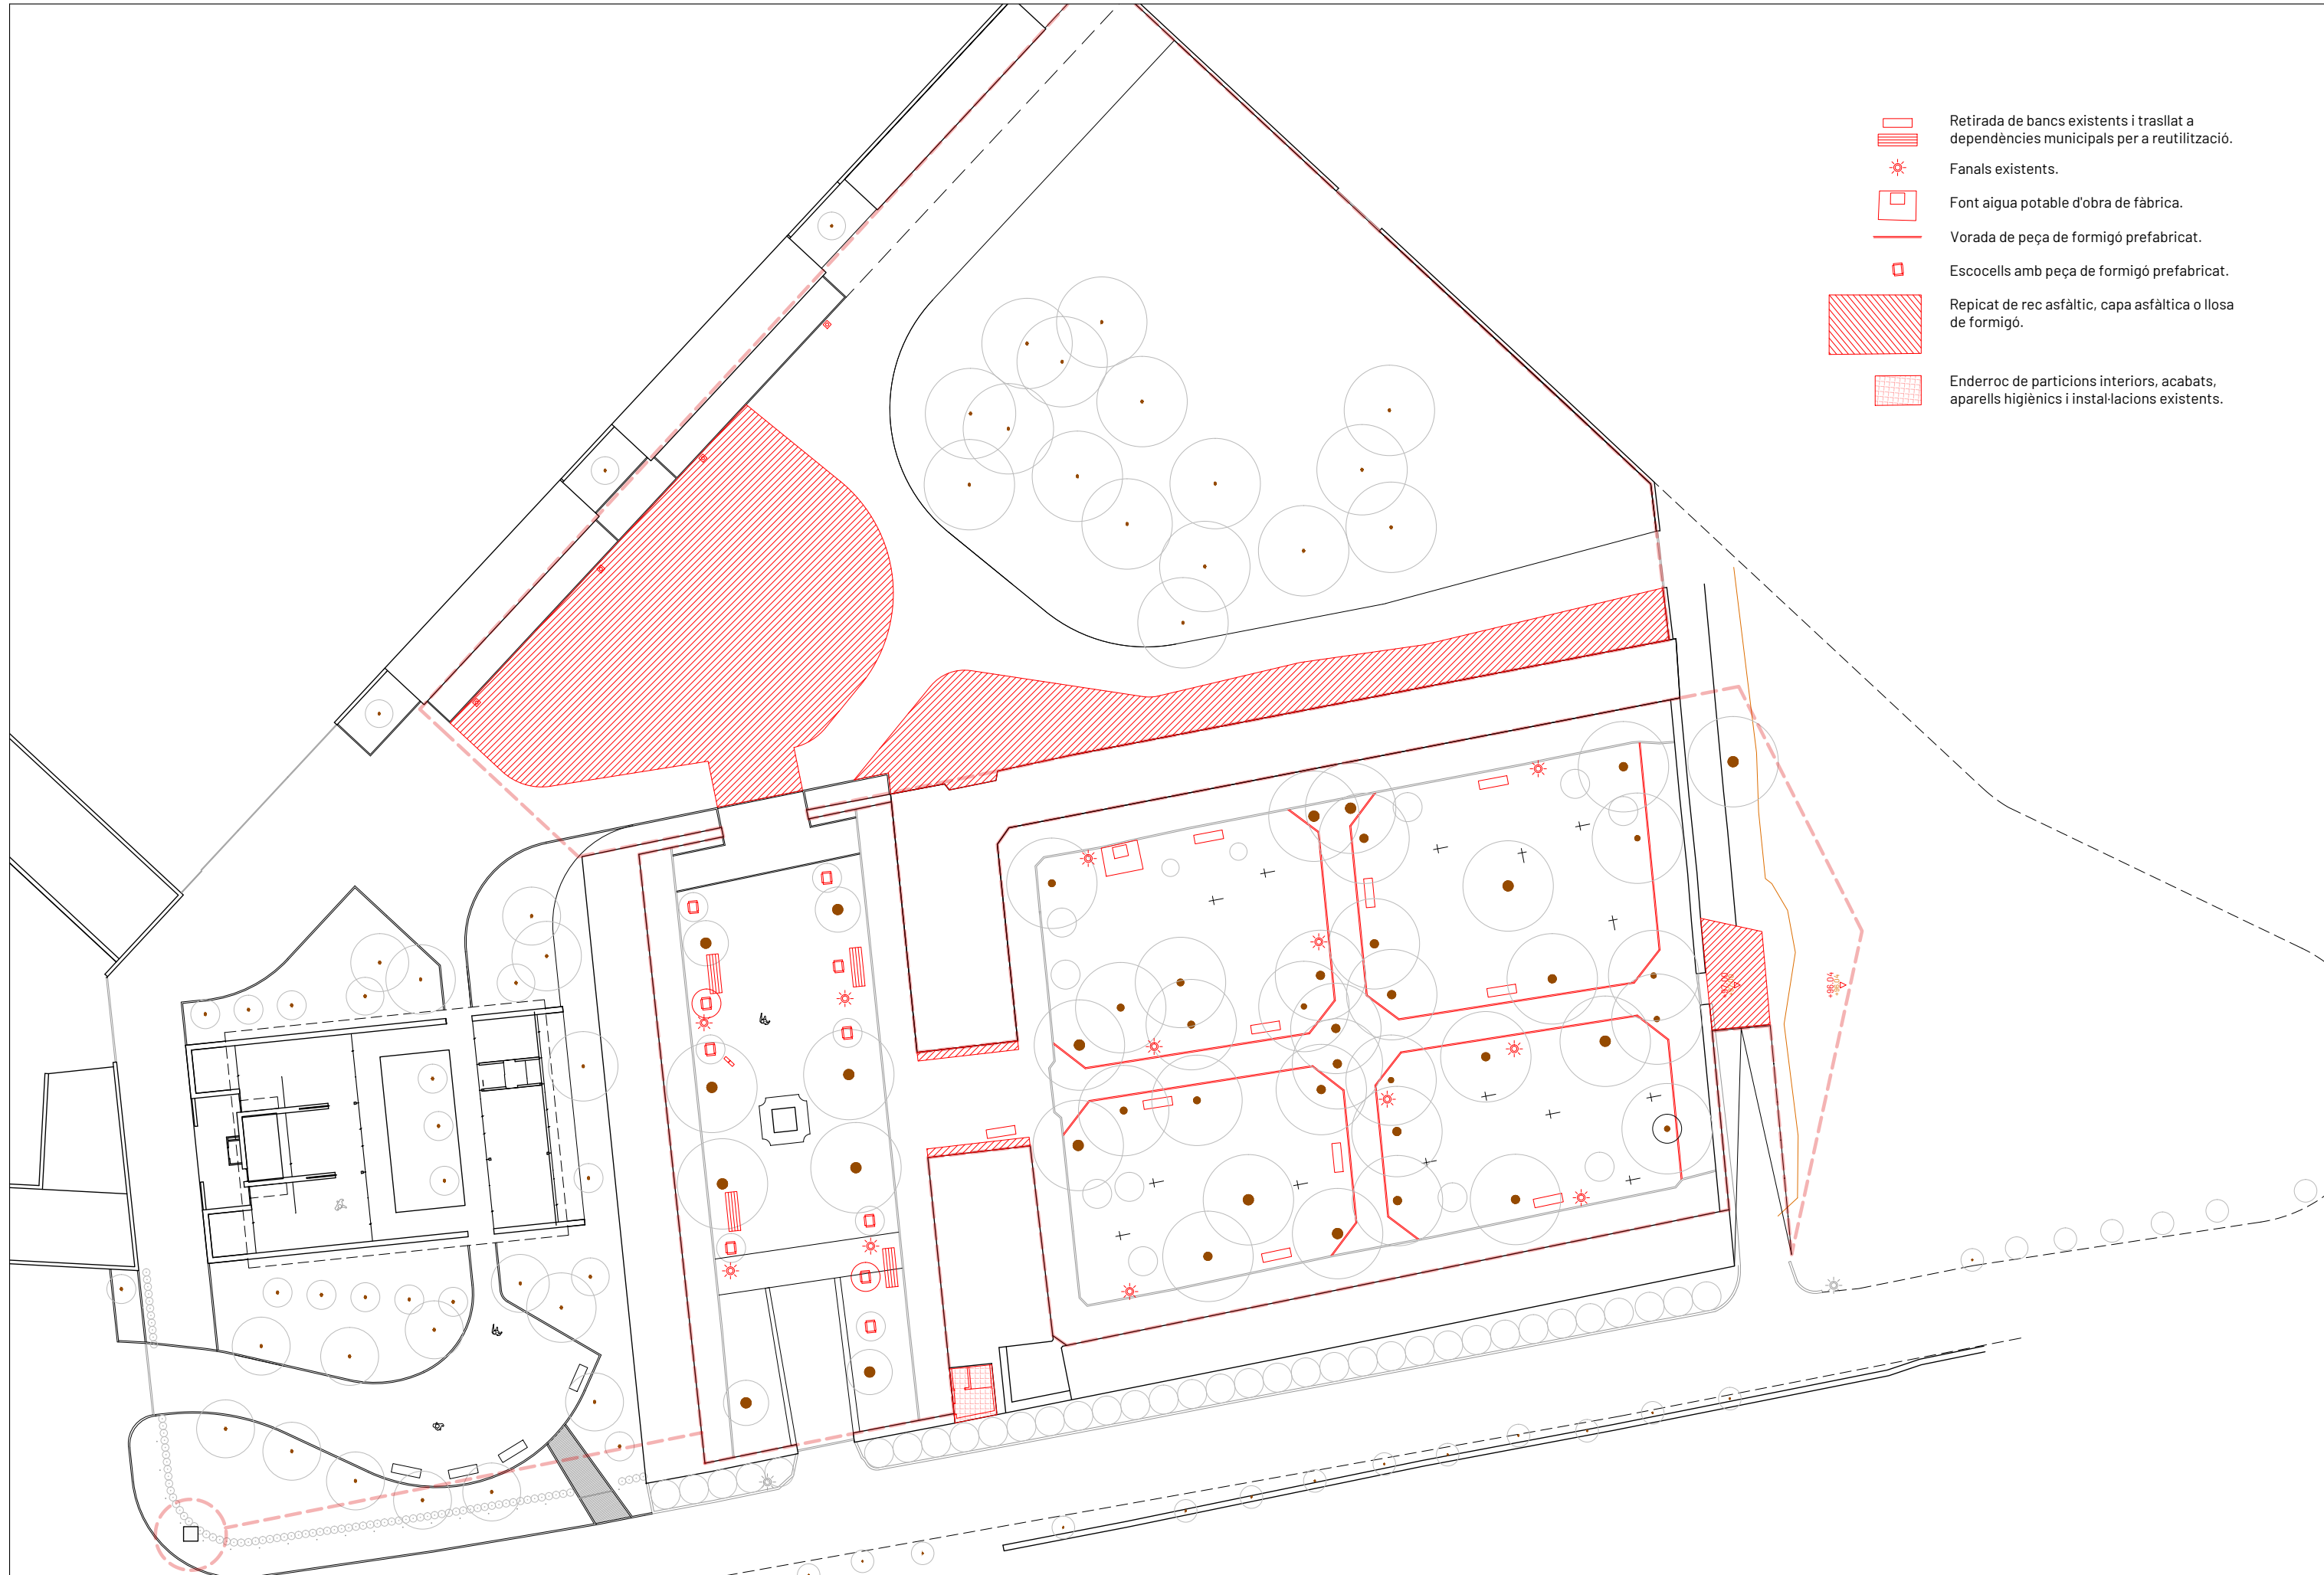 Retirada de bancs existents i trasllat a
dependències municipals per a reutilització.
Fanals existents.
Font aigua potable d'obra de fàbrica.
Vorada de peça de formigó prefabricat.
Escocells amb peça de formigó prefabricat.
Repicat de rec asfàltic, capa asfàltica o llosa
de formigó.
Enderroc de particions interiors, acabats,
aparells higiènics i instal·lacions existents.
+96.04